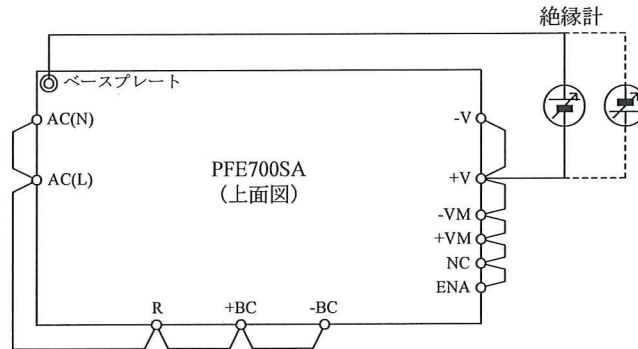 絶縁計
ベースプレート
AC(N)
-V
AC(L)
PFE700SA
(上面図)
+V
-VM
+VM
NC
ENA
R
+BC
-BC